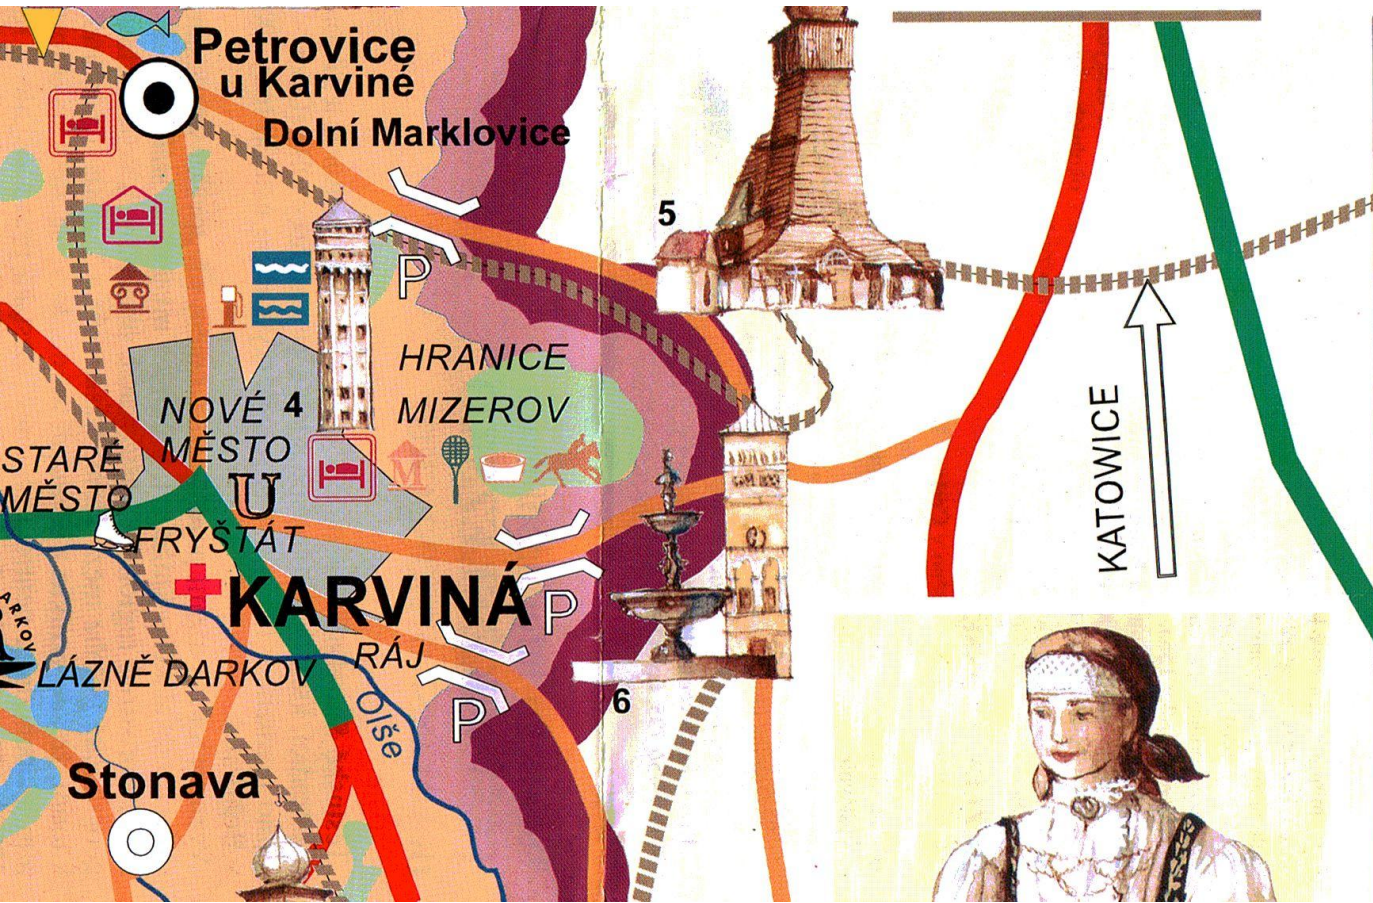 Petrovice
u Karviné
Dolní Marklovice
5
P
HRANICE
NOVÉ 4
MĚSTO
MIZEROV
STARÉ
MĚSTO
M
U
FRYŠTÁT
KATOWICE
KARVINÁ
P
ARKOV
RÁJ
LÁZNĚ DARKOV
6
P
Olše
Stonava